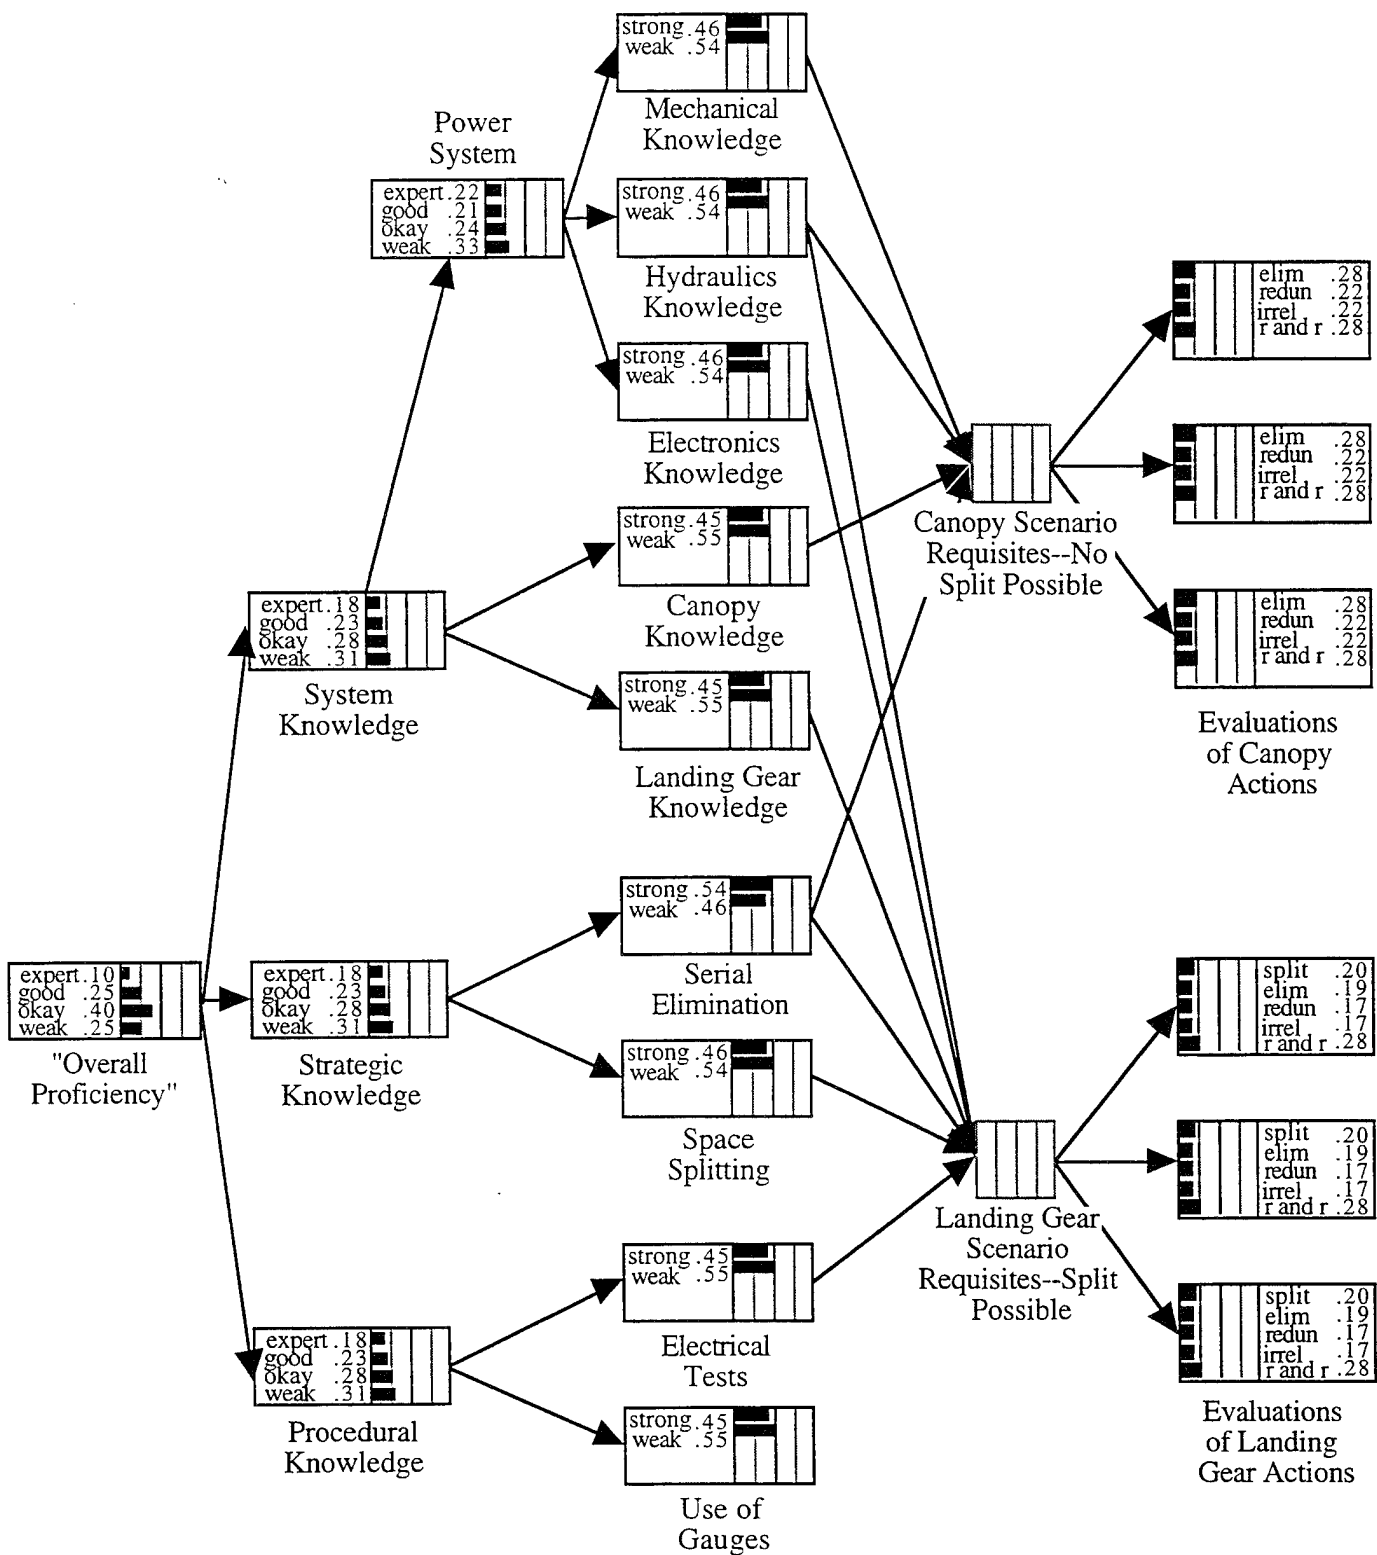 strong .46
weak .54
Mechanical
Knowledge
Power
System
expert .22
good .21
okay .24
weak .33
strong .46
weak .54
Hydraulics
Knowledge
strong .46
weak .54
Electronics
Knowledge
strong .45
weak .55
Canopy
Knowledge
expert .18
good .23
okay .28
weak .31
System
Knowledge
strong .45
weak .55
Landing Gear
Knowledge
strong .54
weak .46
Serial
Elimination
expert .10
good .25
okay .40
weak .25
"Overall
Proficiency"
expert .18
good .23
okay .28
weak .31
Strategic
Knowledge
strong .46
weak .54
Space
Splitting
strong .45
weak .55
Electrical
Tests
expert .18
good .23
okay .28
weak .31
Procedural
Knowledge
strong .45
weak .55
Use of
Gauges
Canopy Scenario
Requisites--No
Split Possible
Landing Gear
Scenario
Requisites--Split
Possible
elim .28
redun .22
irrel .22
r and r .28
elim .28
redun .22
irrel .22
r and r .28
elim .28
redun .22
irrel .22
r and r .28
Evaluations
of Canopy
Actions
split .20
elim .19
redun .17
irrel .17
r and r .28
split .20
elim .19
redun .17
irrel .17
r and r .28
split .20
elim .19
redun .17
irrel .17
r and r .28
Evaluations
of Landing
Gear Actions